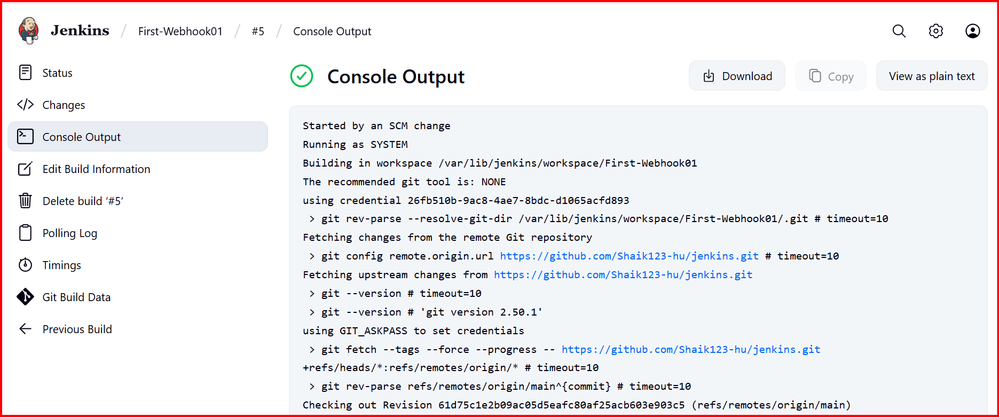 Jenkins / First-Webhook01 / #5 / Console Output
Status
Changes
Console Output
Edit Build Information
Delete build ‘#5’
Polling Log
Timings
Git Build Data
Previous Build
Console Output
Download
Copy
View as plain text
Started by an SCM change
Running as SYSTEM
Building in workspace /var/lib/jenkins/workspace/First-Webhook01
The recommended git tool is: NONE
using credential 26fb510b-9ac8-4ae7-8bdc-d1065acfd893
 > git rev-parse --resolve-git-dir /var/lib/jenkins/workspace/First-Webhook01/.git # timeout=10
Fetching changes from the remote Git repository
 > git config remote.origin.url https://github.com/Shaik123-hu/jenkins.git # timeout=10
Fetching upstream changes from https://github.com/Shaik123-hu/jenkins.git
 > git --version # timeout=10
 > git --version # 'git version 2.50.1'
using GIT_ASKPASS to set credentials
 > git fetch --tags --force --progress -- https://github.com/Shaik123-hu/jenkins.git
+refs/heads/*:refs/remotes/origin/* # timeout=10
 > git rev-parse refs/remotes/origin/main^{commit} # timeout=10
Checking out Revision 61d75c1e2b09ac05d5eafc80af25acb603e903c5 (refs/remotes/origin/main)